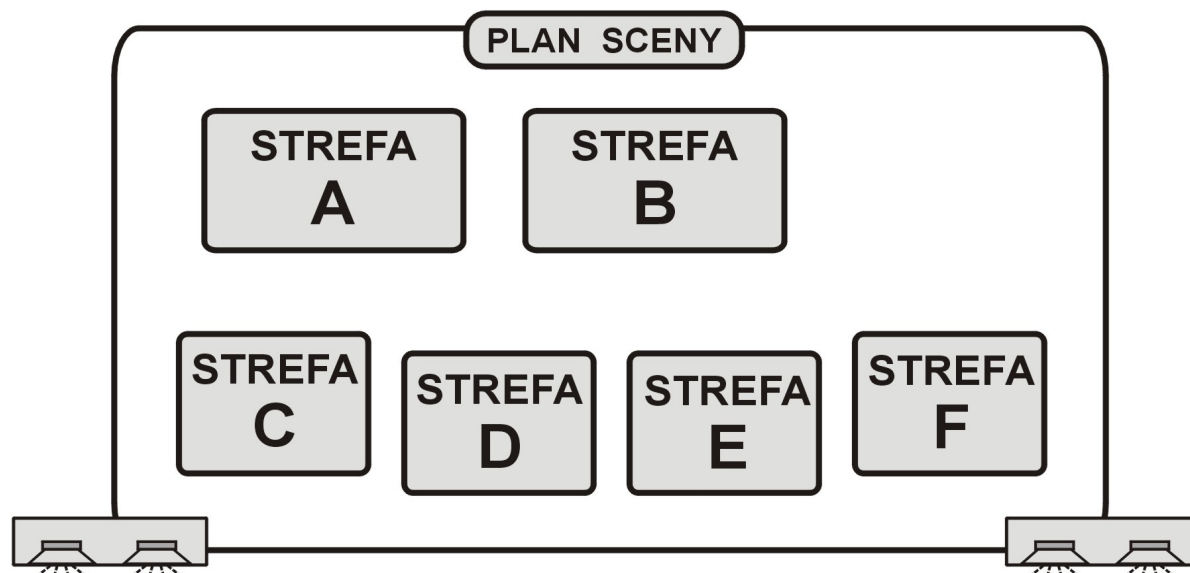 PLAN SCENY
STREFA
A
STREFA
B
STREFA
C
STREFA
D
STREFA
E
STREFA
F